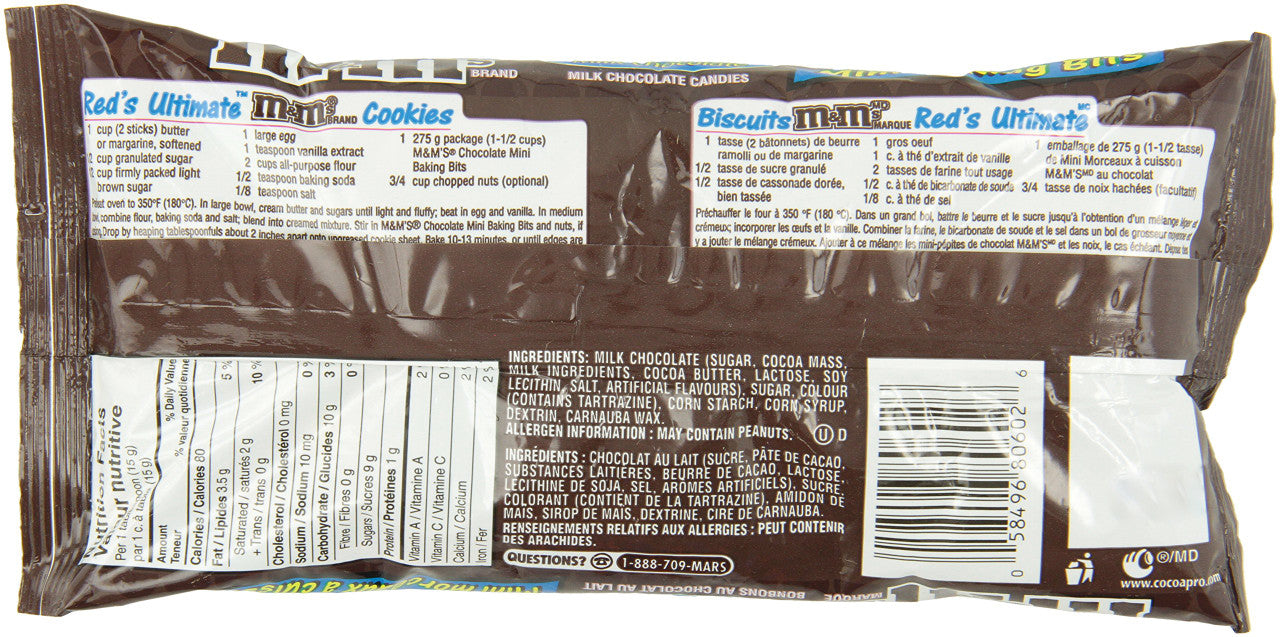 BRAND
MILK CHOCOLATE CANDIES
Red's Ultimate™ m&m's BRAND Cookies
1 cup (2 sticks) butter
or margarine, softened
cup granulated sugar
cup firmly packed light
brown sugar
1 large egg
1 teaspoon vanilla extract
2 cups all-purpose flour
1/2 teaspoon baking soda
1/8 teaspoon salt
1 275 g package (1-1/2 cups)
M&M'S® Chocolate Mini
Baking Bits
3/4 cup chopped nuts (optional)
oven to 350°F (180°C). In large bowl, cream butter and sugars until light and fluffy; beat in egg and vanilla. In medium
combine flour, baking soda and salt; blend into creamed mixture. Stir in M&M'S® Chocolate Mini Baking Bits and nuts, if
Drop by heaping tablespoonfuls about 2 inches apart onto ungreased cookie sheet. Bake 10-13 minutes, or until edges are
Biscuits m&m's MD MARQUE Red's Ultimate MC
1 tasse (2 bâtonnets) de beurre
ramolli ou de margarine
1/2 tasse de sucre granulé
1/2 tasse de cassonade dorée,
bien tassée
1 gros oeuf
1 c. à thé d'extrait de vanille
2 tasses de farine tout usage
1/2 c. à thé de bicarbonate de soude
1/8 c. à thé de sel
1 emballage de 275 g (1-1/2 tasse)
de Mini Morceaux à cuisson
M&M'S MD au chocolat
3/4 tasse de noix hachées (facultatif)
Préchauffer le four à 350 °F (180 °C). Dans un grand bol, battre le beurre et le sucre jusqu'à l'obtention d'un mélange léger et
crémeux; incorporer les œufs et la vanille. Combiner la farine, le bicarbonate de soude et le sel dans un bol de grosseur moyenne et
y ajouter le mélange crémeux. Ajouter à ce mélange les mini-pépites de chocolat M&M'S MD et les noix, le cas échéant.
Nutrition Facts
Valeur nutritive
(15 g)
par 1 c. à (15 g)
Amount
Teneur
% Daily Value
% valeur quotidienne
Calories / Calories 80
Fat / Lipides 3.5 g 5 %
Saturated / saturés 2 g
+ Trans / trans 0 g 10 %
Cholesterol / Cholestérol 0 mg
Sodium / Sodium 10 mg 0 %
Carbohydrate / Glucides 10 g 3 %
Fibre / Fibres 0 g 0
Sugars / Sucres 9 g
Protein / Protéines 1 g
Vitamin A / Vitamine A 2
Vitamin C / Vitamine C 0
Calcium / Calcium 2
Iron / Fer 2
INGREDIENTS: MILK CHOCOLATE (SUGAR, COCOA MASS,
MILK INGREDIENTS, COCOA BUTTER, LACTOSE, SOY
LECITHIN, SALT, ARTIFICIAL FLAVOURS), SUGAR, COLOUR
(CONTAINS TARTRAZINE), CORN STARCH, CORN SYRUP,
DEXTRIN, CARNAUBA WAX.
ALLERGEN INFORMATION : MAY CONTAIN PEANUTS. U D
INGRÉDIENTS : CHOCOLAT AU LAIT (SUCRE, PÂTE DE CACAO,
SUBSTANCES LAITIÈRES, BEURRE DE CACAO, LACTOSE,
LÉCITHINE DE SOJA, SEL, AROMES ARTIFICIELS), SUCRE,
COLORANT (CONTIENT DE LA TARTRAZINE), AMIDON DE
MAIS, SIROP DE MAIS, DEXTRINE, CIRE DE CARNAUBA.
RENSEIGNEMENTS RELATIFS AUX ALLERGIES : PEUT CONTENIR
DES ARACHIDES.
QUESTIONS? 1-888-709-MARS
0 58496 80602 6
®/MD
www.cocoapro.com
MARQUE
BONBONS AU CHOCOLAT AU LAIT